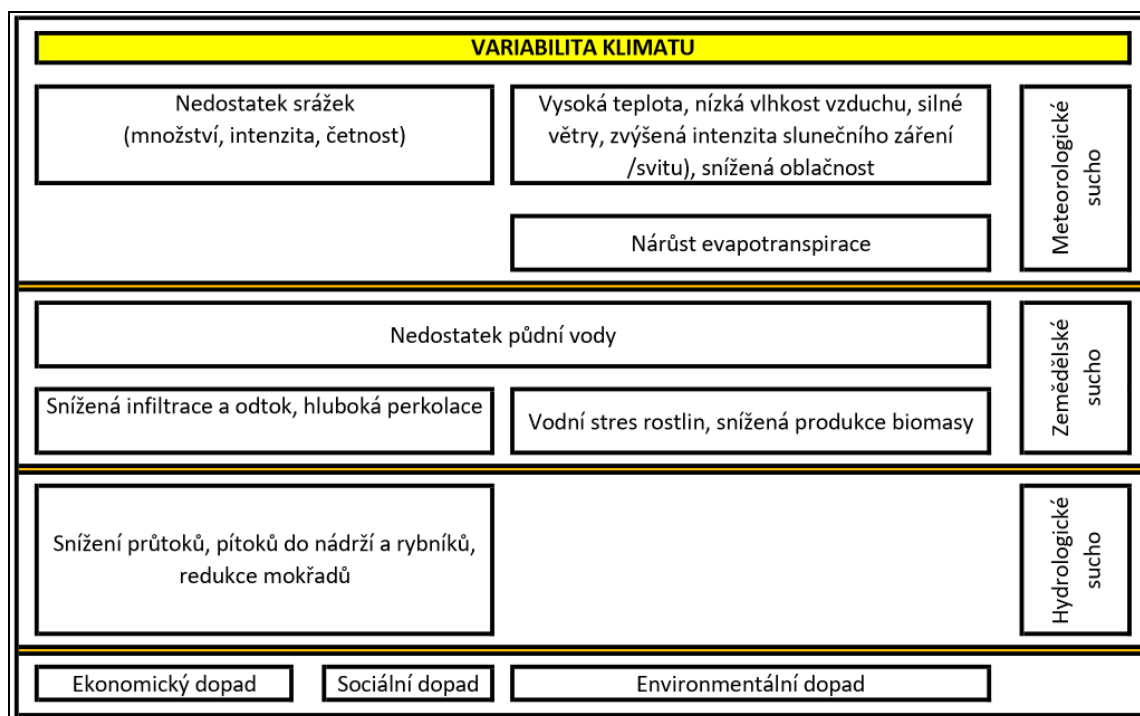 VARIABILITA KLIMATU
Nedostatek srážek
(množství, intenzita, četnost)
Vysoká teplota, nízká vlhkost vzduchu, silné
větry, zvýšená intenzita slunečního záření
/svitu), snížená oblačnost
Nárůst evapotranspirace
Meteorologické
sucho
Nedostatek půdní vody
Snížená infiltrace a odtok, hluboká perkolace
Vodní stres rostlin, snížená produkce biomasy
Zemědělské
sucho
Snížení průtoků, pítoků do nádrží a rybníků,
redukce mokřadů
Hydrologické
sucho
Ekonomický dopad
Sociální dopad
Environmentální dopad